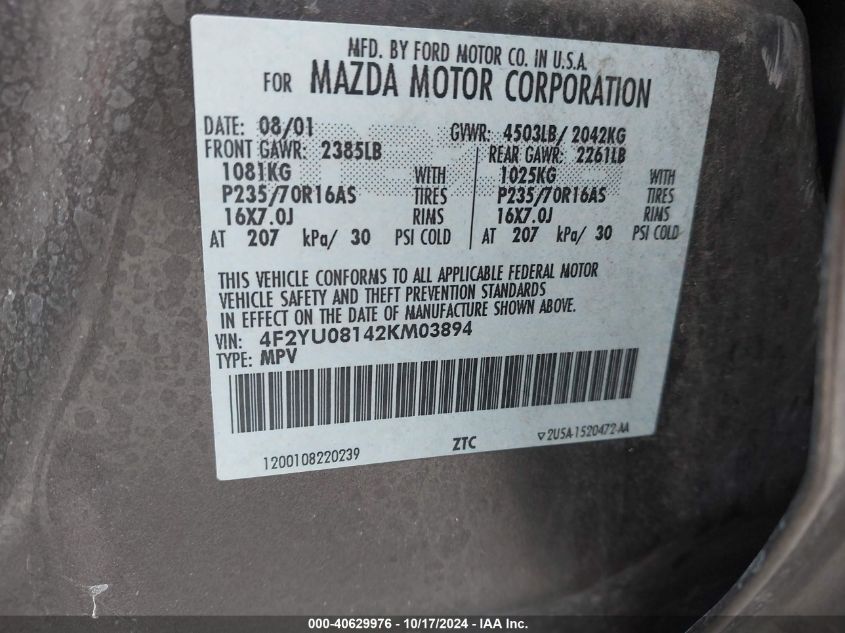 MFD. BY FORD MOTOR CO. IN U.S.A.
FOR MAZDA MOTOR CORPORATION
DATE: 08/01 GVWR: 4503LB/ 2042KG
FRONT GAWR: 2385LB REAR GAWR: 2261LB
1081KG WITH 1025KG WITH
P235/70R16AS TIRES P235/70R16AS TIRES
16X7.0J RIMS 16X7.0J RIMS
AT 207 kPa/ 30 PSI COLD AT 207 kPa/ 30 PSI COLD
THIS VEHICLE CONFORMS TO ALL APPLICABLE FEDERAL MOTOR
VEHICLE SAFETY AND THEFT PREVENTION STANDARDS
IN EFFECT ON THE DATE OF MANUFACTURE SHOWN ABOVE.
VIN: 4F2YU08142KM03894
TYPE: MPV
1200108220239 ZTC ▽2U5A-1520472-AA
000-40629976 - 10/17/2024 - IAA Inc.